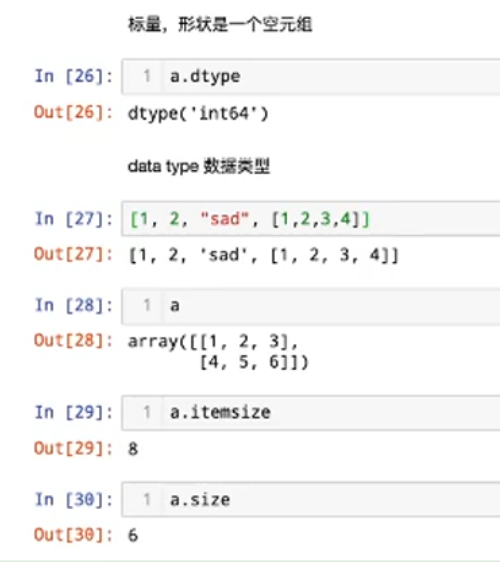 标量，形状是一个空元组
In [26]: 1 a.dtype
Out[26]: dtype('int64')
data type 数据类型
In [27]: [1, 2, "sad", [1,2,3,4]]
Out[27]: [1, 2, 'sad', [1, 2, 3, 4]]
In [28]: 1 a
Out[28]: array([[1, 2, 3],
[4, 5, 6]])
In [29]: 1 a.itemsize
Out[29]: 8
In [30]: 1 a.size
Out[30]: 6